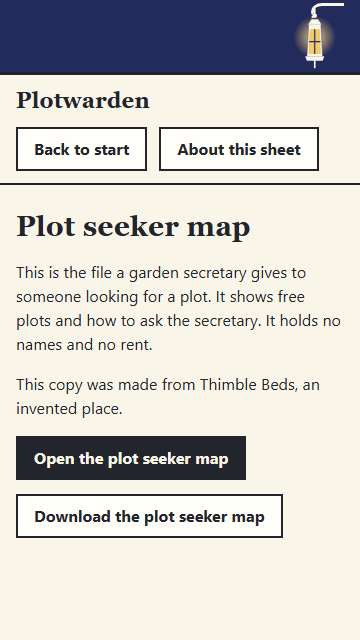 Plotwarden
Back to start
About this sheet
Plot seeker map
This is the file a garden secretary gives to
someone looking for a plot. It shows free
plots and how to ask the secretary. It holds no
names and no rent.
This copy was made from Thimble Beds, an
invented place.
Open the plot seeker map
Download the plot seeker map